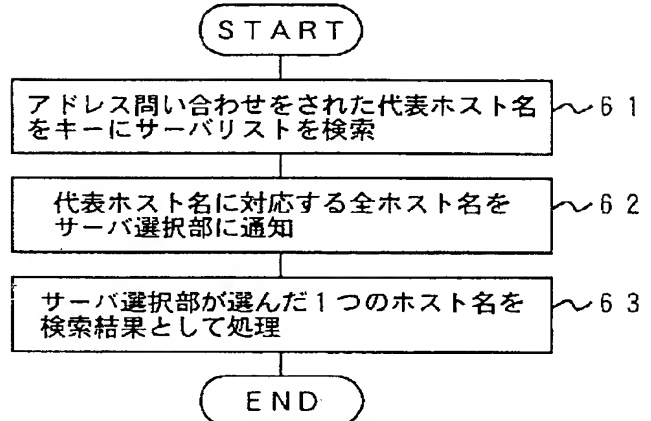 START
アドレス問い合わせをされた代表ホスト名
をキーにサーバリストを検索
61
代表ホスト名に対応する全ホスト名を
サーバ選択部に通知
62
サーバ選択部が選んだ1つのホスト名を
検索結果として処理
63
END